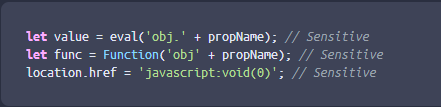 let value = eval('obj.' + propName); // Sensitive
let func = Function('obj' + propName); // Sensitive
location.href = 'javascript:void(0)'; // Sensitive